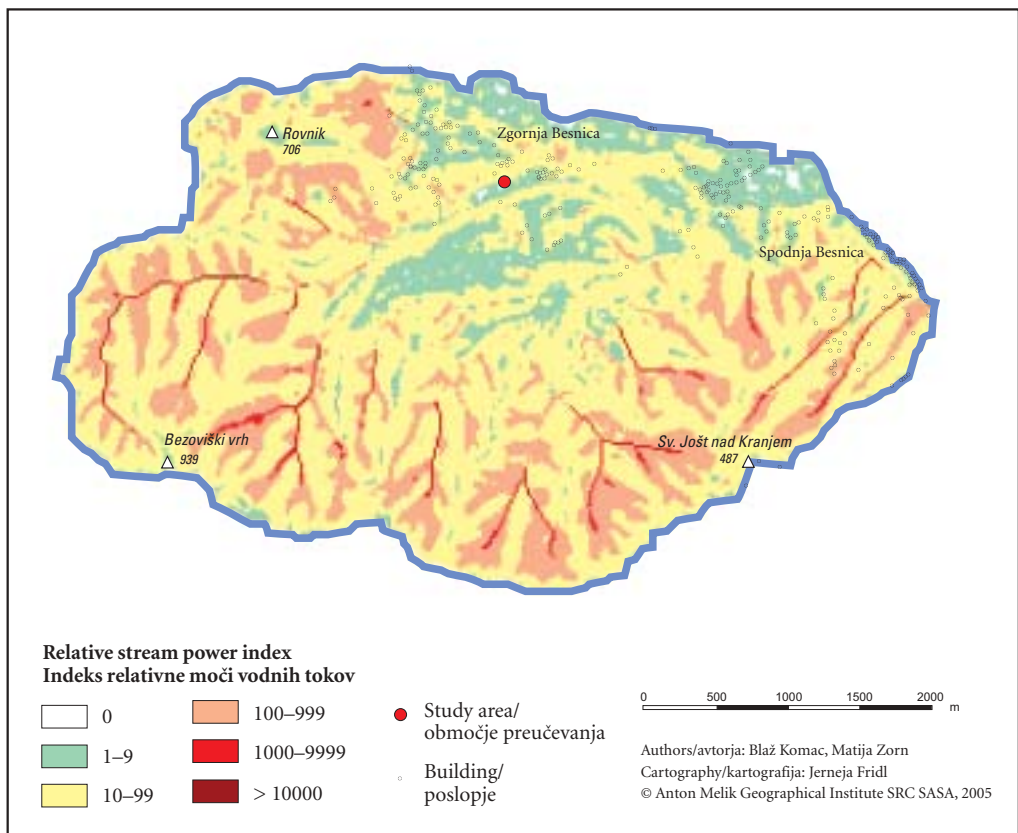 Rovnik
706
Zgornja Besnica
Spodnja Besnica
Bezoviški vrh
939
Sv. Jošt nad Kranjem
487
Relative stream power index
Indeks relativne moči vodnih tokov
0
1–9
10–99
100–999
1000–9999
> 10000
Study area/
območje preučevanja
Building/
poslopje
0 500 1000 1500 2000
m
Authors/avtorja: Blaž Komac, Matija Zorn
Cartography/kartografija: Jerneja Fridl
© Anton Melik Geographical Institute SRC SASA, 2005